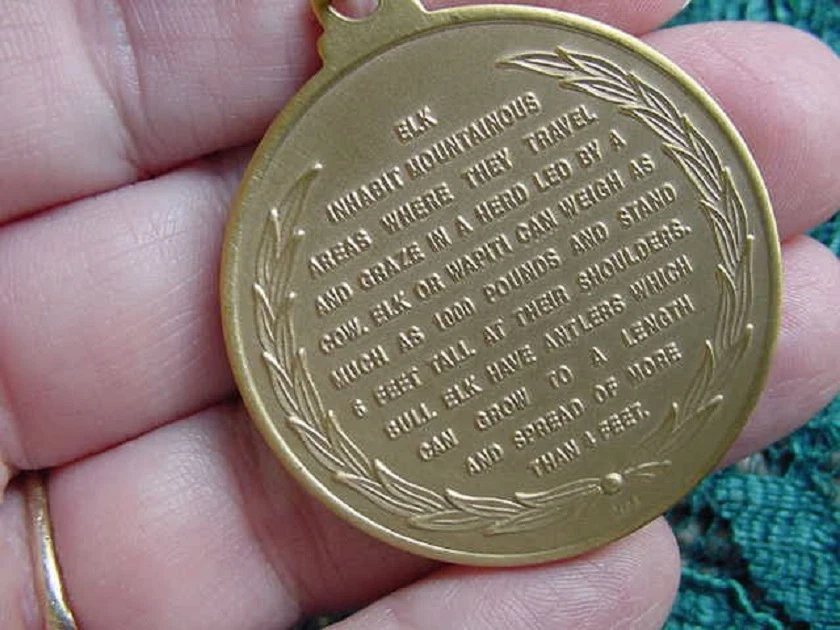 ELK
INHABIT MOUNTAINOUS
AREAS WHERE THEY TRAVEL
AND GRAZE IN A HERD LED BY A
COW. ELK OR WAPITI CAN WEIGH AS
MUCH AS 1000 POUNDS AND STAND
5 FEET TALL AT THEIR SHOULDERS.
BULL ELK HAVE ANTLERS WHICH
CAN GROW TO A LENGTH
AND SPREAD OF MORE
THAN 4 FEET.